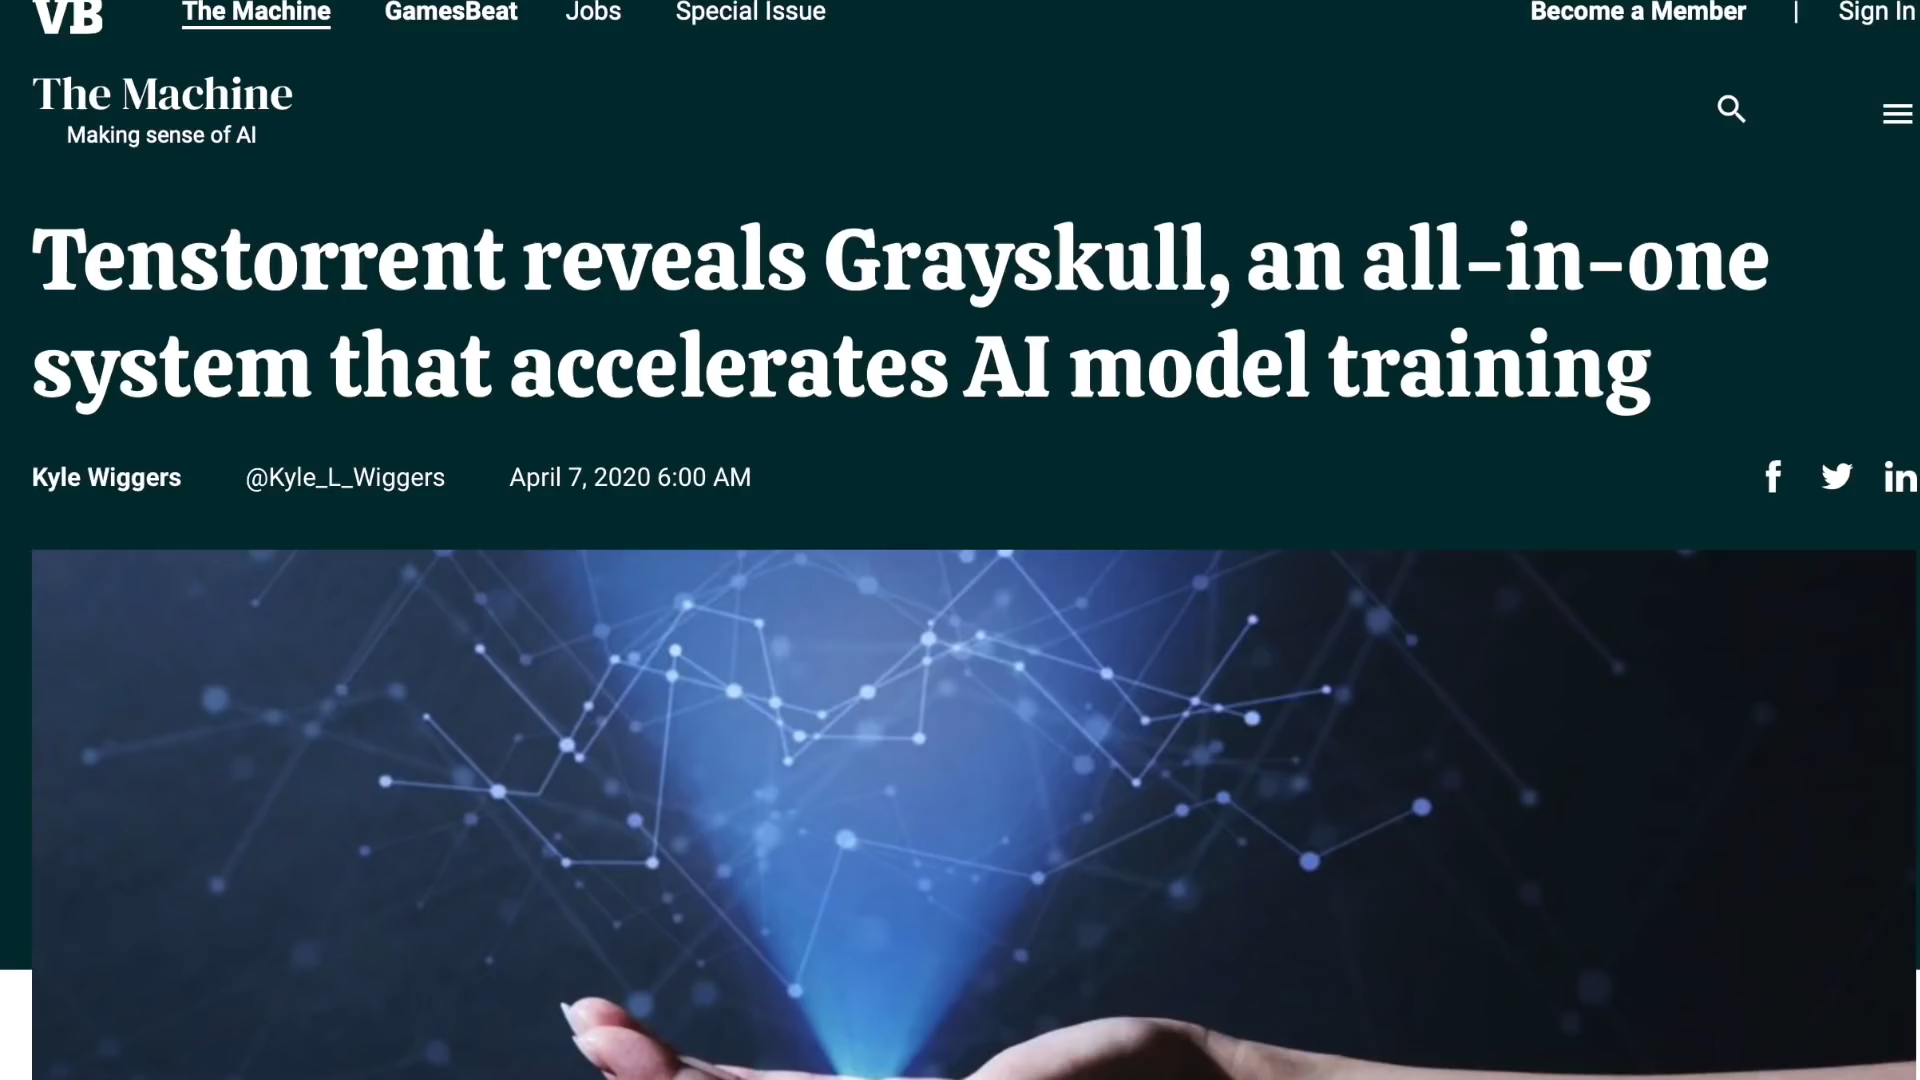 VB
The Machine GamesBeat Jobs Special Issue Become a Member | Sign In
The Machine
Making sense of AI
Tenstorrent reveals Grayskull, an all-in-one
system that accelerates AI model training
Kyle Wiggers @Kyle_L_Wiggers April 7, 2020 6:00 AM
f in